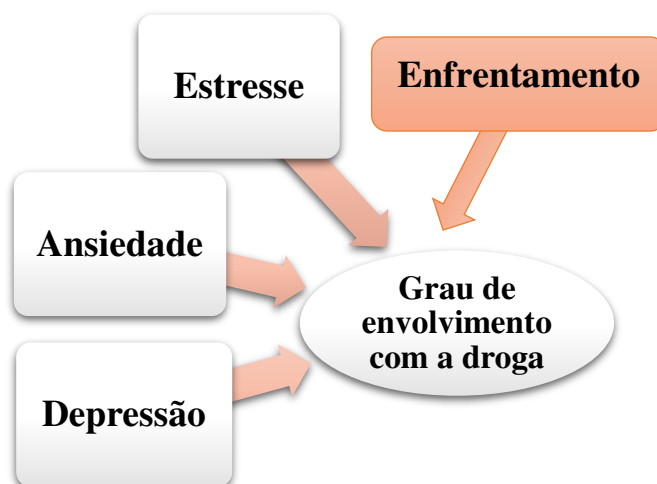 Estresse
Enfrentamento
Ansiedade
Grau de
envolvimento
com a droga
Depressão